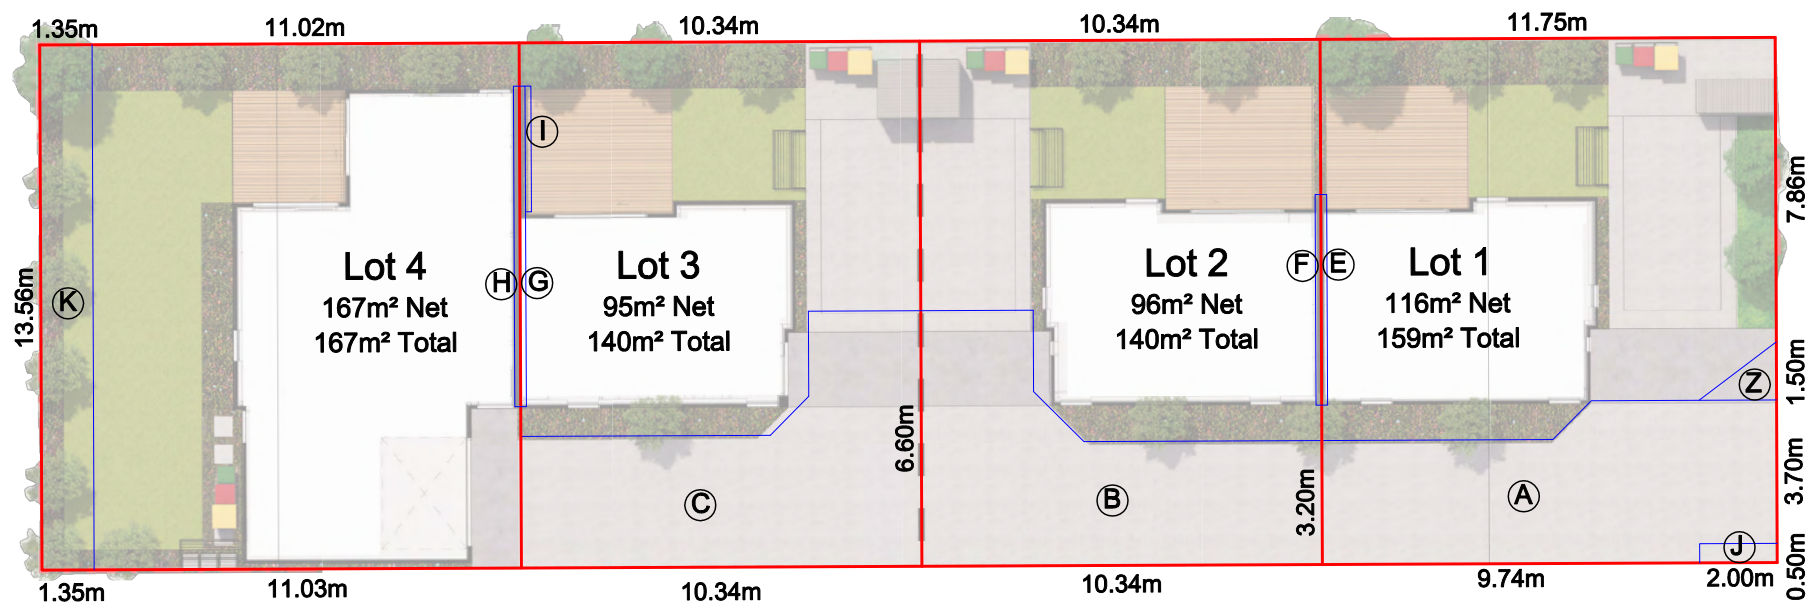 1.35m 11.02m 10.34m 10.34m 11.75m
I
7.86m
Lot 4
167m² Net
167m² Total
Lot 3
95m² Net
140m² Total
Lot 2
96m² Net
140m² Total
Lot 1
116m² Net
159m² Total
H G F E
K
13.56m
1.50m
Z
6.60m
3.70m
3.20m
C B A
J
0.50m
1.35m 11.03m 10.34m 10.34m 9.74m 2.00m